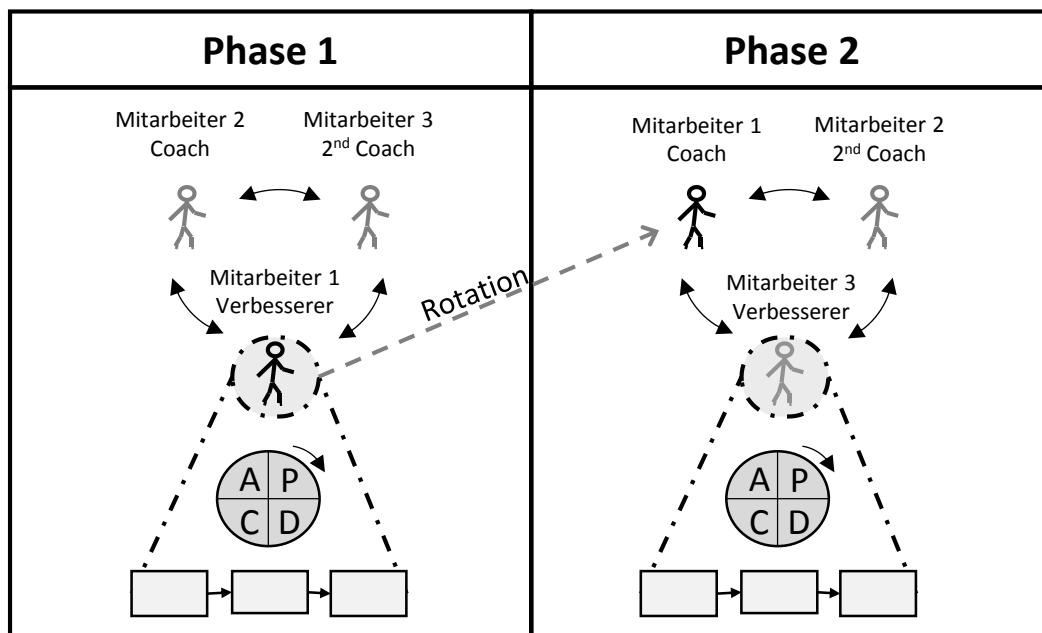 Phase 1
Mitarbeiter 2
Coach
Mitarbeiter 3
2nd Coach
Mitarbeiter 1
Verbesserer
A P
C D
Rotation
Phase 2
Mitarbeiter 1
Coach
Mitarbeiter 2
2nd Coach
Mitarbeiter 3
Verbesserer
A P
C D